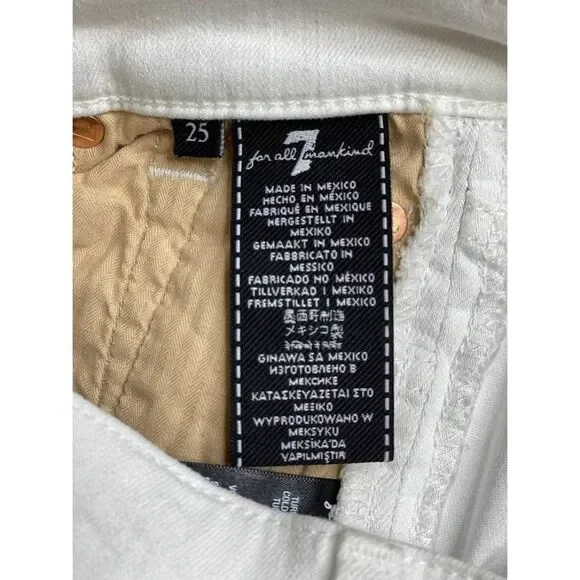 25
7
for all mankind
MADE IN MEXICO
HECHO EN MÉXICO
FABRIQUÉ EN MEXIQUE
HERGESTELLT IN
MEXIKO
GEMAAKT IN MEXICO
FABBRICATO IN
MESSICO
FABRICADO NO MÉXICO
TILLVERKAD I MEXIKO
FREMSTILLET I MEXICO
墨西哥制造
メキシコ製
GINAWA SA MEXICO
ИЗГОТОВЛЕНО В
МЕКСИКЕ
ΚΑΤΑΣΚΕΥΑΖΕΤΑΙ ΣΤΟ
ΜΕΞΙΚΟ
WYPRODUKOWANO W
MEKSYKU
MEKSİKA'DA
YAPILMIŞTIR
COLD